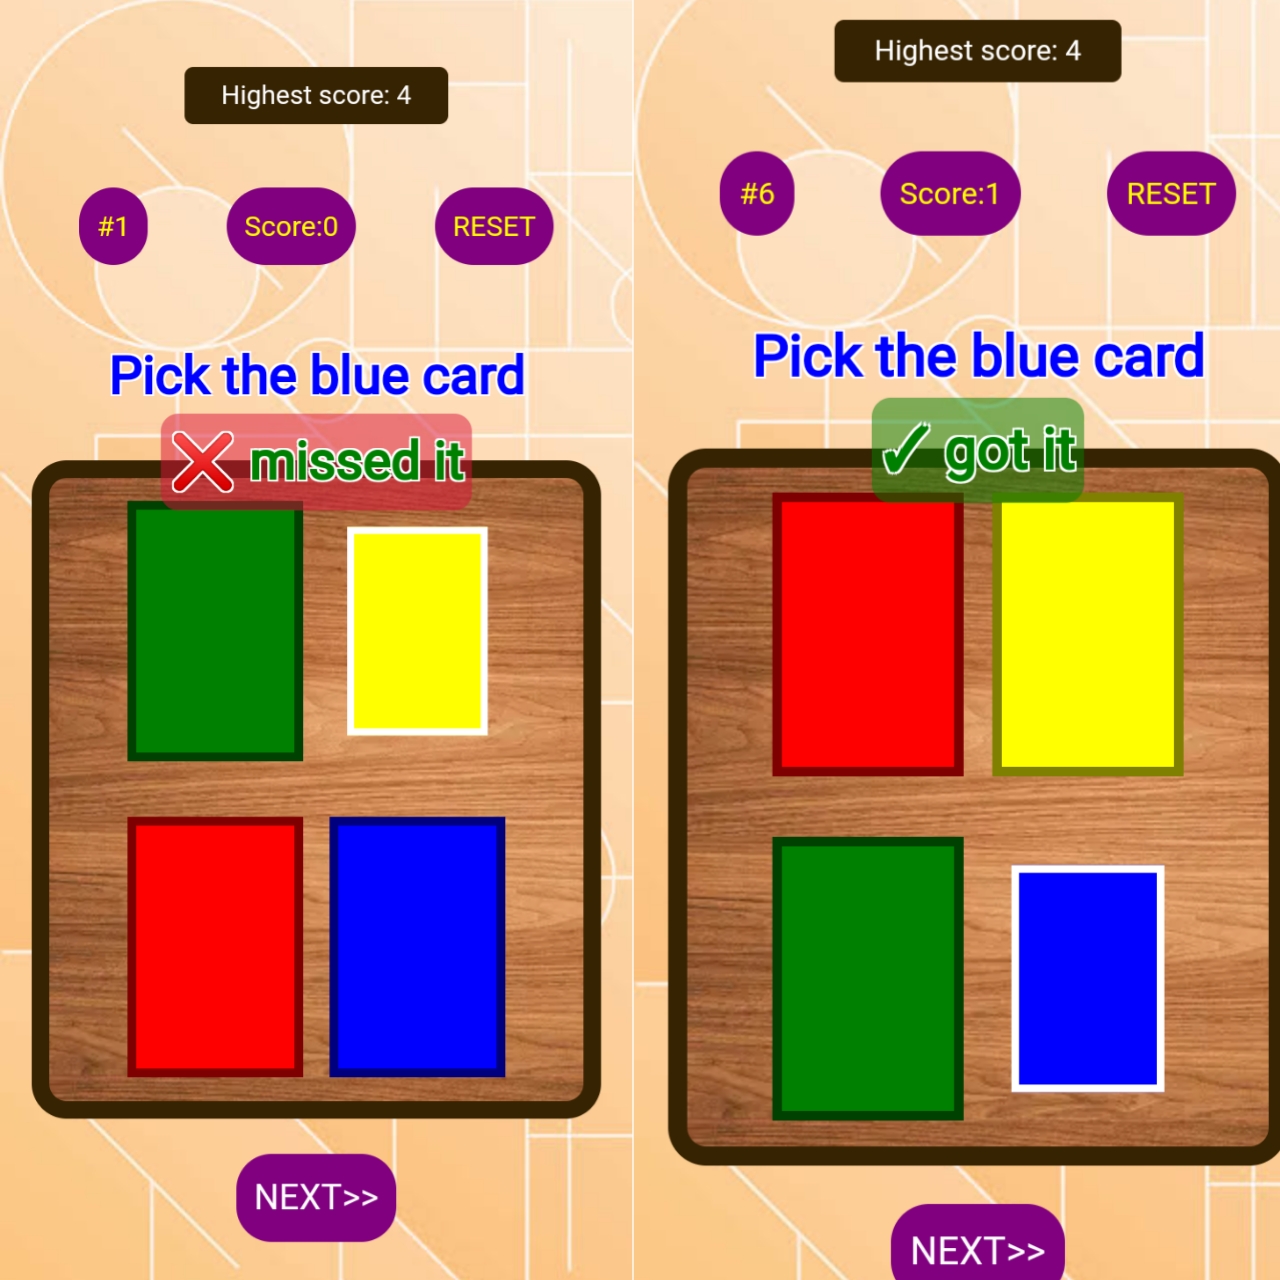 Highest score: 4
#1 Score:0 RESET
Pick the blue card
❌ missed it
NEXT>>
Highest score: 4
#6 Score:1 RESET
Pick the blue card
✓ got it
NEXT>>